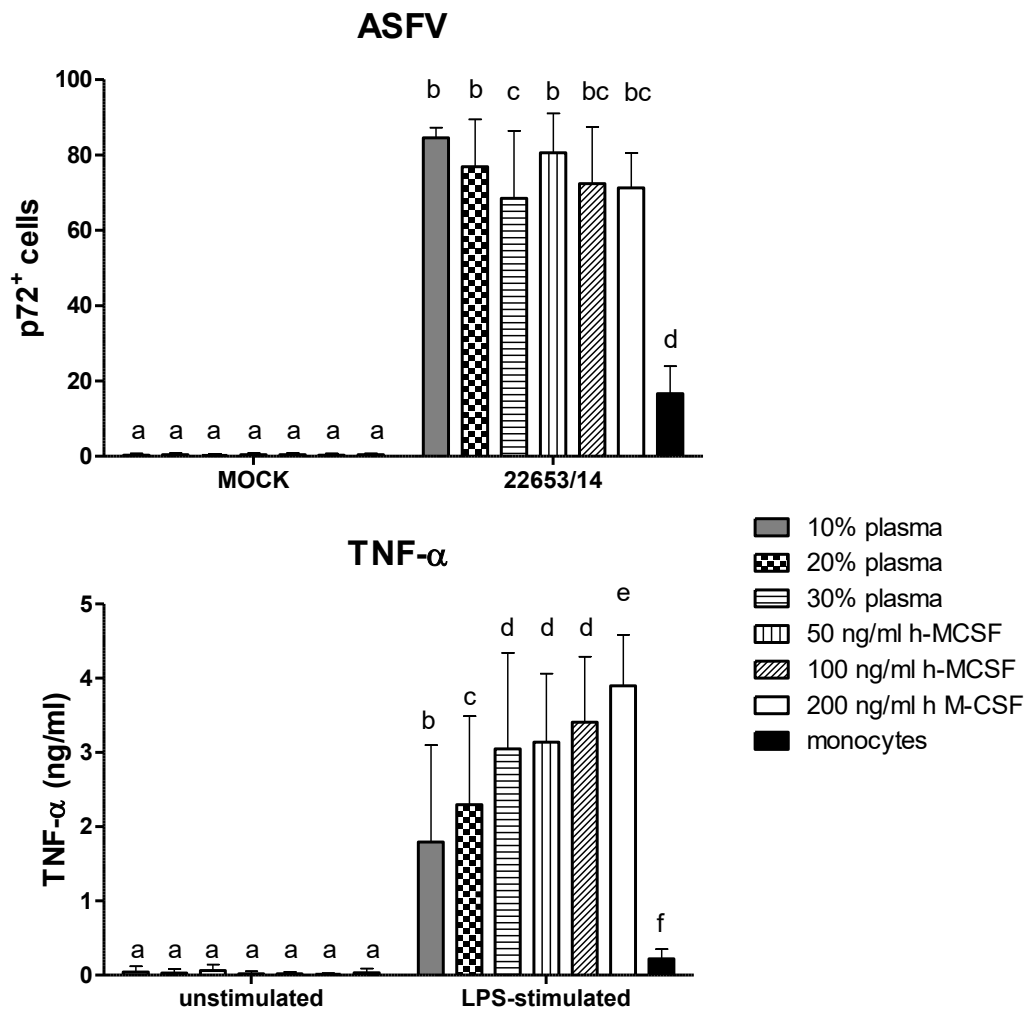 ASFV
100
80
60
40
20
0
p72+ cells
b b c b bc bc
d
a a a a a a a
MOCK 22653/14
TNF-α
5
4
3
2
1
0
TNF-α (ng/ml)
e
d d d
c
b
f
a a a a a a a
unstimulated LPS-stimulated
10% plasma
20% plasma
30% plasma
50 ng/ml h-MCSF
100 ng/ml h-MCSF
200 ng/ml h M-CSF
monocytes